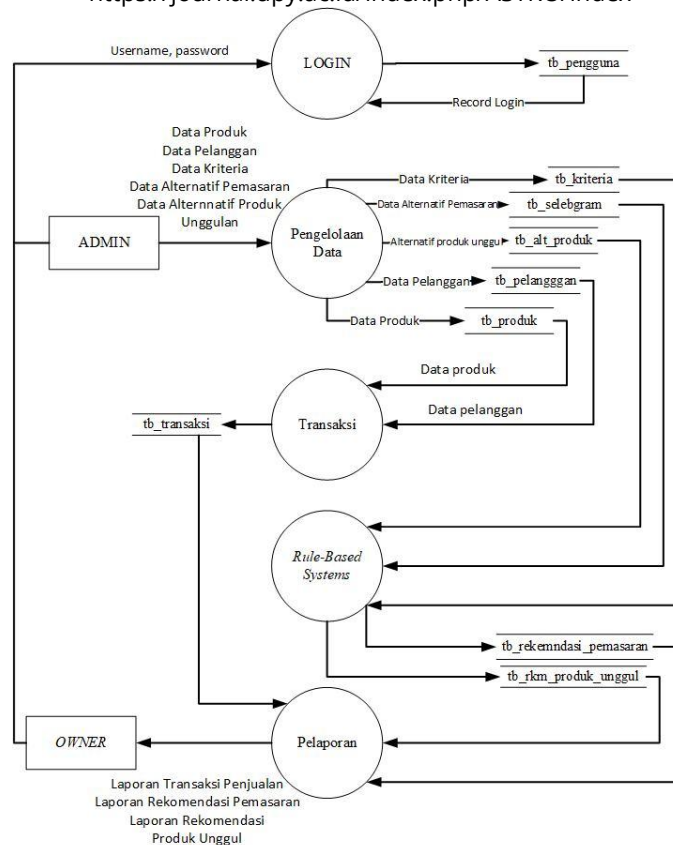 Username, password
LOGIN
tb_pengguna
Record Login
Data Produk
Data Pelanggan
Data Kriteria
Data Alternatif Pemasaran
Data Alternnatif Produk
Unggulan
ADMIN
Pengelolaan
Data
Data Kriteria
tb_kriteria
Data Alternatif Pemasaran
tb_selebgram
Alternatif produk unggu
tb_alt_produk
Data Pelanggan
tb_pelangggan
Data Produk
tb_produk
Data produk
Data pelanggan
tb_transaksi
Transaksi
Rule-Based
Systems
tb_rekemndasi_pemasaran
tb_rkm_produk_unggul
OWNER
Pelaporan
Laporan Transaksi Penjualan
Laporan Rekomendasi Pemasaran
Laporan Rekomendasi
Produk Unggul